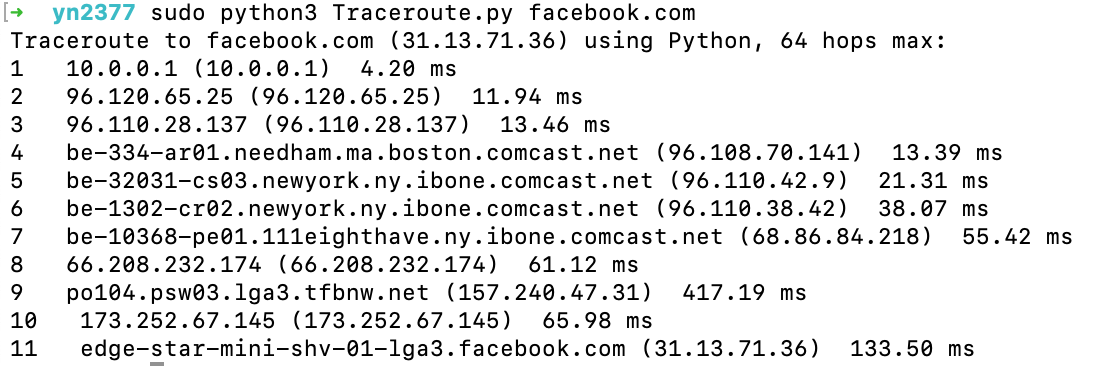 [→ yn2377 sudo python3 Traceroute.py facebook.com
Traceroute to facebook.com (31.13.71.36) using Python, 64 hops max:
1 10.0.0.1 (10.0.0.1) 4.20 ms
2 96.120.65.25 (96.120.65.25) 11.94 ms
3 96.110.28.137 (96.110.28.137) 13.46 ms
4 be-334-ar01.needham.ma.boston.comcast.net (96.108.70.141) 13.39 ms
5 be-32031-cs03.newyork.ny.ibone.comcast.net (96.110.42.9) 21.31 ms
6 be-1302-cr02.newyork.ny.ibone.comcast.net (96.110.38.42) 38.07 ms
7 be-10368-pe01.111eighthave.ny.ibone.comcast.net (68.86.84.218) 55.42 ms
8 66.208.232.174 (66.208.232.174) 61.12 ms
9 po104.psw03.lga3.tfbnw.net (157.240.47.31) 417.19 ms
10 173.252.67.145 (173.252.67.145) 65.98 ms
11 edge-star-mini-shv-01-lga3.facebook.com (31.13.71.36) 133.50 ms